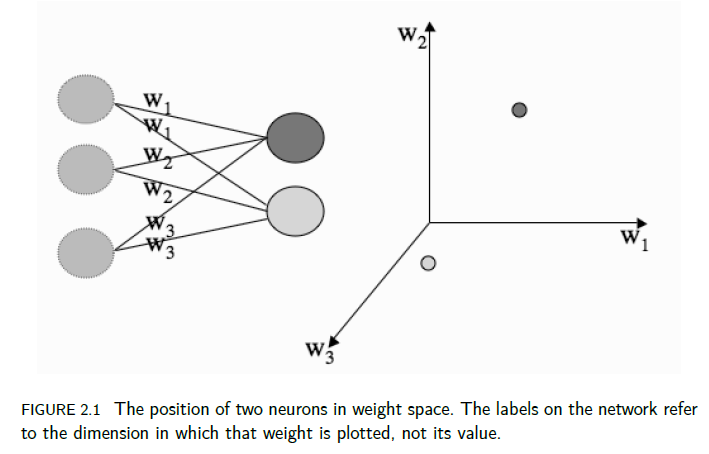 W1
W1
W2
W2
W3
W3
W2
W1
W3
FIGURE 2.1 The position of two neurons in weight space. The labels on the network refer
to the dimension in which that weight is plotted, not its value.